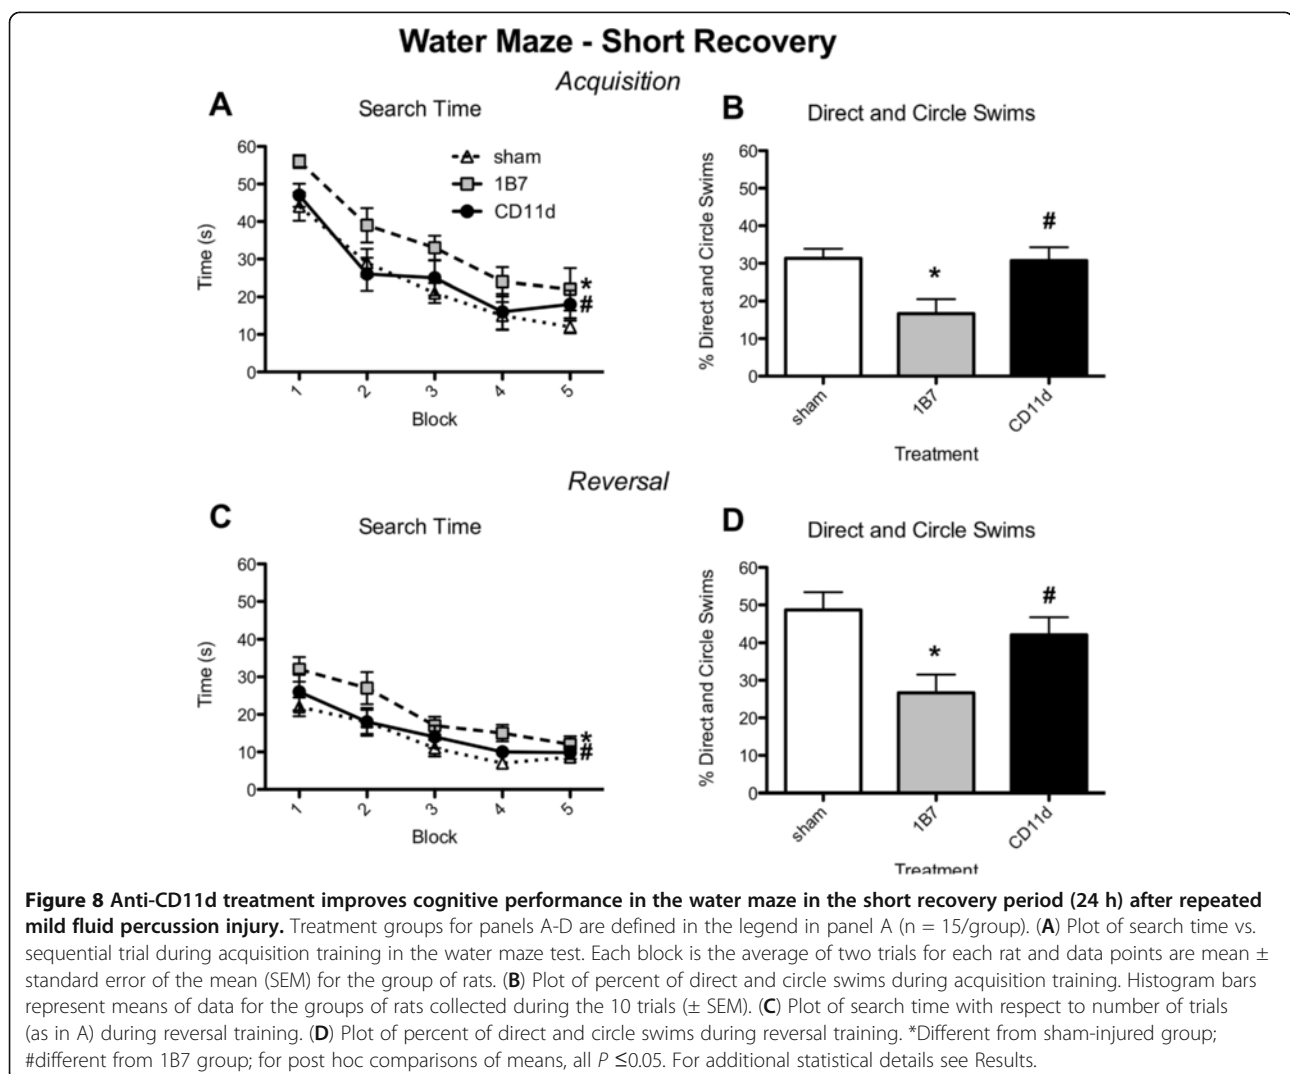 Water Maze - Short Recovery
Acquisition
A
Search Time
60
50
40
30
20
10
0
Time (s)
sham
1B7
CD11d
*
#
1
2
3
4
5
Block
B
Direct and Circle Swims
60
50
40
30
20
10
0
% Direct and Circle Swims
*
#
sham
1B7
CD11d
Treatment
Reversal
C
Search Time
60
50
40
30
20
10
0
Time (s)
*
#
1
2
3
4
5
Block
D
Direct and Circle Swims
60
50
40
30
20
10
0
% Direct and Circle Swims
*
#
sham
1B7
CD11d
Treatment
Figure 8 Anti-CD11d treatment improves cognitive performance in the water maze in the short recovery period (24 h) after repeated
mild fluid percussion injury. Treatment groups for panels A-D are defined in the legend in panel A (n = 15/group). (A) Plot of search time vs.
sequential trial during acquisition training in the water maze test. Each block is the average of two trials for each rat and data points are mean ±
standard error of the mean (SEM) for the group of rats. (B) Plot of percent of direct and circle swims during acquisition training. Histogram bars
represent means of data for the groups of rats collected during the 10 trials (± SEM). (C) Plot of search time with respect to number of trials
(as in A) during reversal training. (D) Plot of percent of direct and circle swims during reversal training. *Different from sham-injured group;
#different from 1B7 group; for post hoc comparisons of means, all P ≤0.05. For additional statistical details see Results.